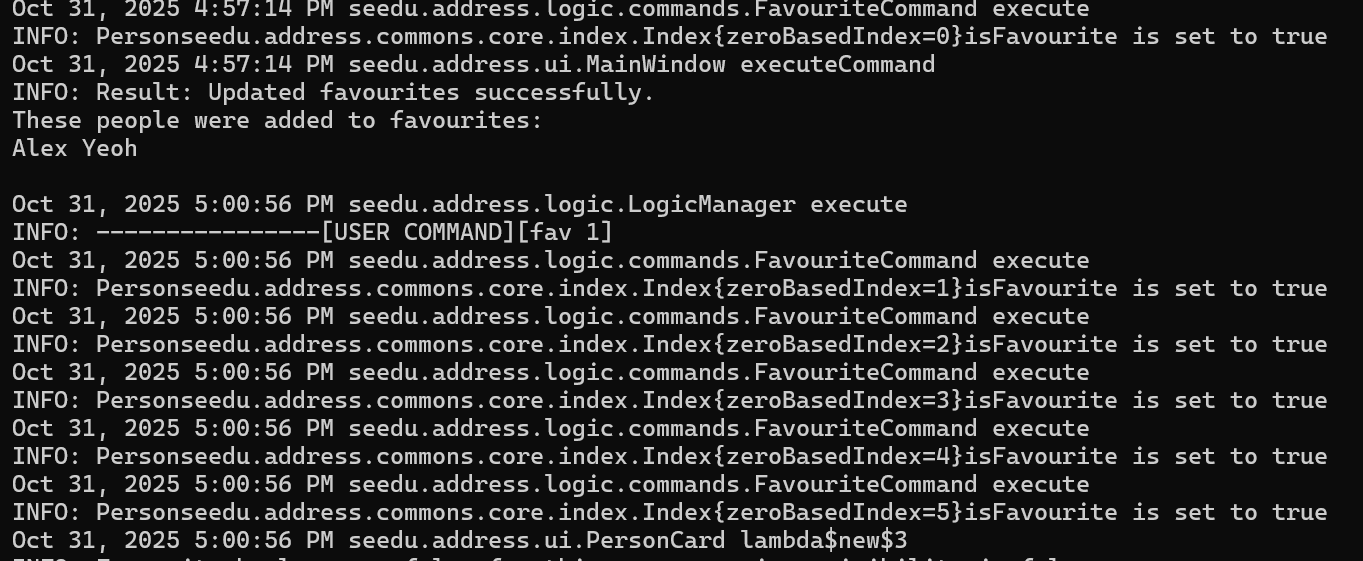 Oct 31, 2025 4:57:14 PM seedu.address.logic.commands.FavouriteCommand execute
INFO: Personseedu.address.commons.core.index.Index{zeroBasedIndex=0}isFavourite is set to true
Oct 31, 2025 4:57:14 PM seedu.address.ui.MainWindow executeCommand
INFO: Result: Updated favourites successfully.
These people were added to favourites:
Alex Yeoh
Oct 31, 2025 5:00:56 PM seedu.address.logic.LogicManager execute
INFO: ----------------[USER COMMAND][fav 1]
Oct 31, 2025 5:00:56 PM seedu.address.logic.commands.FavouriteCommand execute
INFO: Personseedu.address.commons.core.index.Index{zeroBasedIndex=1}isFavourite is set to true
Oct 31, 2025 5:00:56 PM seedu.address.logic.commands.FavouriteCommand execute
INFO: Personseedu.address.commons.core.index.Index{zeroBasedIndex=2}isFavourite is set to true
Oct 31, 2025 5:00:56 PM seedu.address.logic.commands.FavouriteCommand execute
INFO: Personseedu.address.commons.core.index.Index{zeroBasedIndex=3}isFavourite is set to true
Oct 31, 2025 5:00:56 PM seedu.address.logic.commands.FavouriteCommand execute
INFO: Personseedu.address.commons.core.index.Index{zeroBasedIndex=4}isFavourite is set to true
Oct 31, 2025 5:00:56 PM seedu.address.logic.commands.FavouriteCommand execute
INFO: Personseedu.address.commons.core.index.Index{zeroBasedIndex=5}isFavourite is set to true
Oct 31, 2025 5:00:56 PM seedu.address.ui.PersonCard lambda$new$3